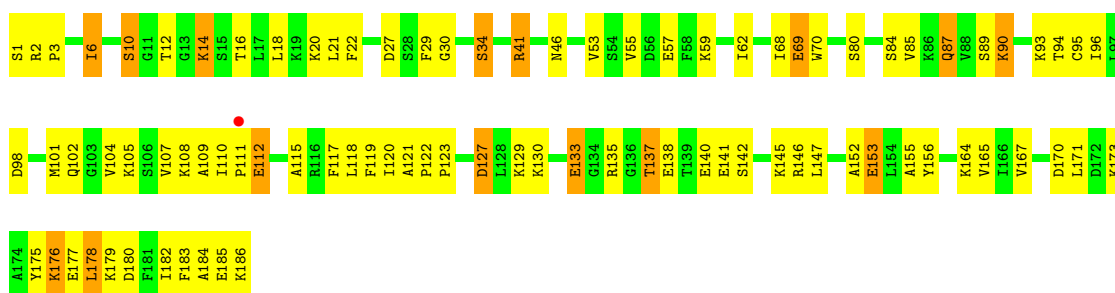 S1 R2 P3 I6 S10 G11 T12 G13 K14 S15 T16 L17 L18 K19 K20 L21 F22 D27 S28 F29 G30 S34 R41 N46 V53 S54 V55 D56 E57 F58 K59 I62 I68 E69 W70 S80 S84 V85 K86 Q87 V88 S89 K90 K93 T94 C95 I96 L97
D98 M101 Q102 G103 V104 K105 S106 V107 K108 A109 I110 P111 E112 A115 R116 F117 L118 F119 I120 A121 P122 P123 D127 L128 K129 K130 E133 G134 R135 G136 T137 E138 T139 E140 E141 S142 K145 R146 L147 A152 E153 L154 A155 Y156 K164 V165 I166 V167 D170 L171 D172 K173
A174 Y175 K176 E177 L178 K179 D180 F181 I182 F183 A184 E185 K186